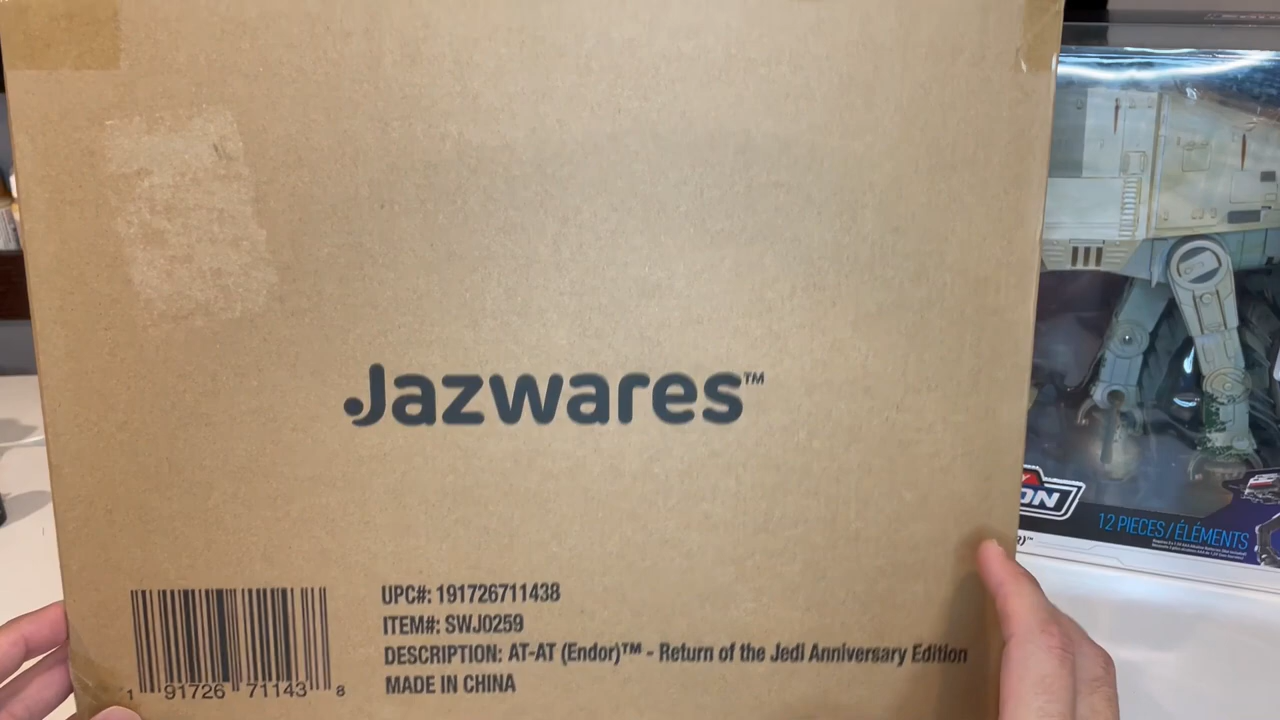 Jazwares™
UPC#: 191726711438
ITEM#: SWJ0259
DESCRIPTION: AT-AT (Endor)™ - Return of the Jedi Anniversary Edition
MADE IN CHINA
1 91726 71143 8
ON
12 PIECES/ÉLÉMENTS